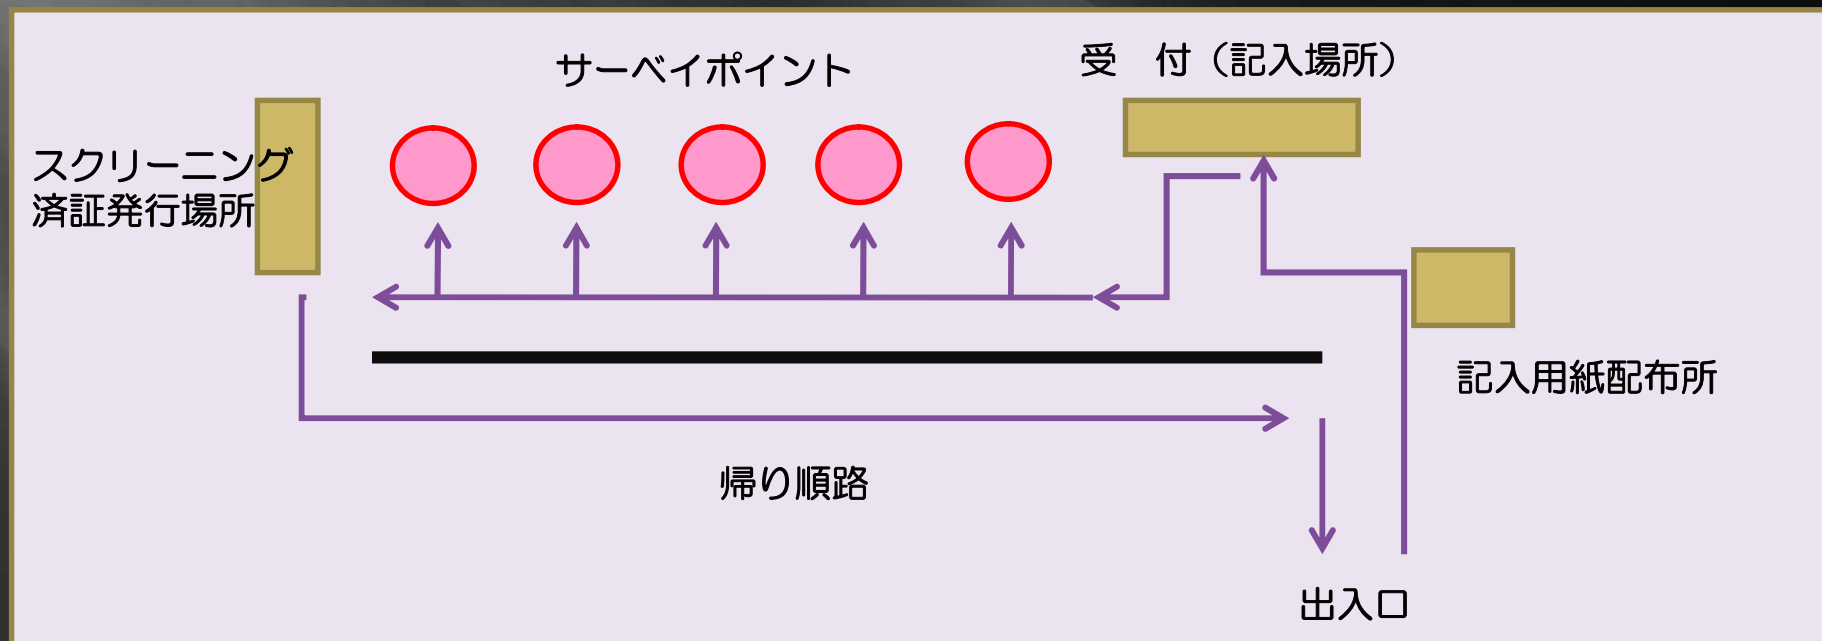 サーベイポイント
受　付（記入場所）
スクリーニング
済証発行場所
記入用紙配布所
帰り順路
出入口